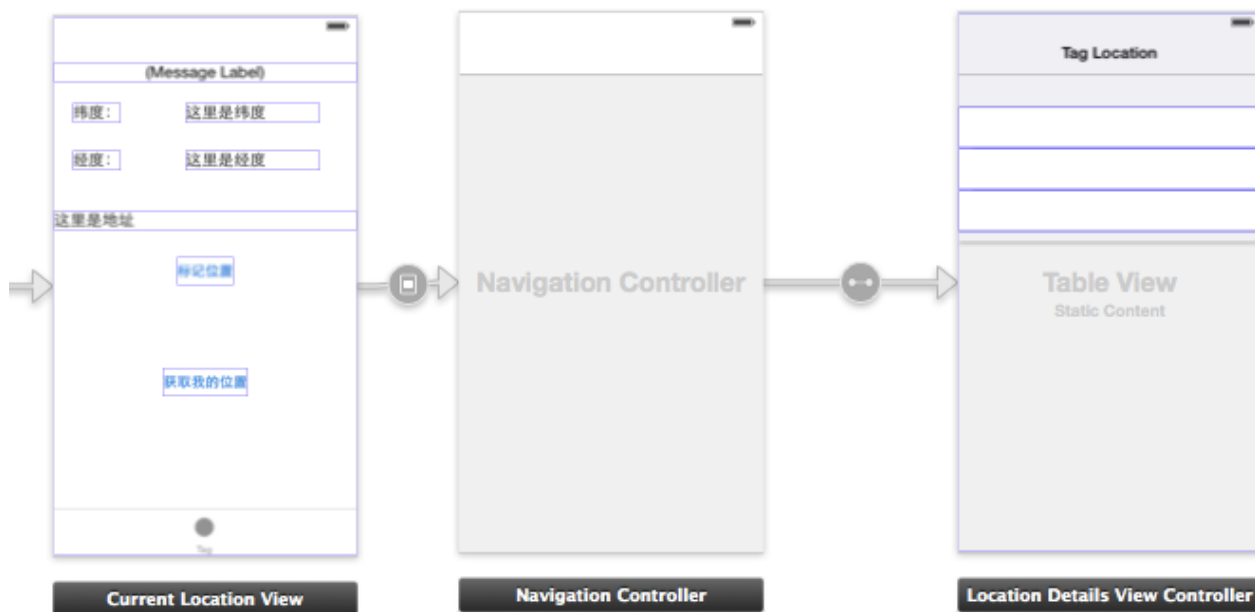 (Message Label)
纬度：
这里是纬度
经度：
这里是经度
这里是地址
标记位置
获取我的位置
Tag
Current Location View
Navigation Controller
Navigation Controller
Tag Location
Table View
Static Content
Location Details View Controller